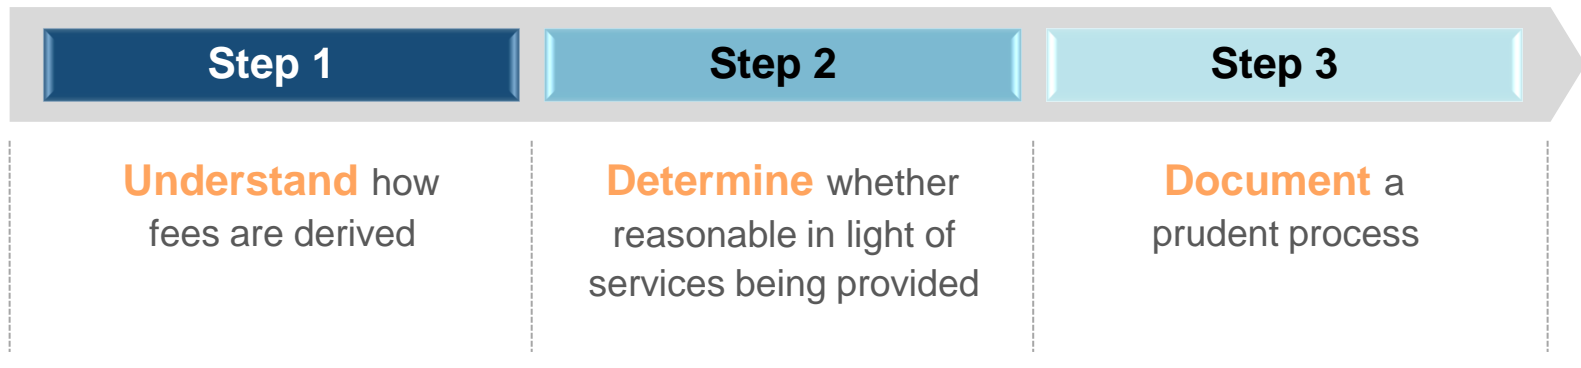 Step 1
Step 2
Step 3
Understand how
fees are derived
Determine whether
reasonable in light of
services being provided
Document a
prudent process